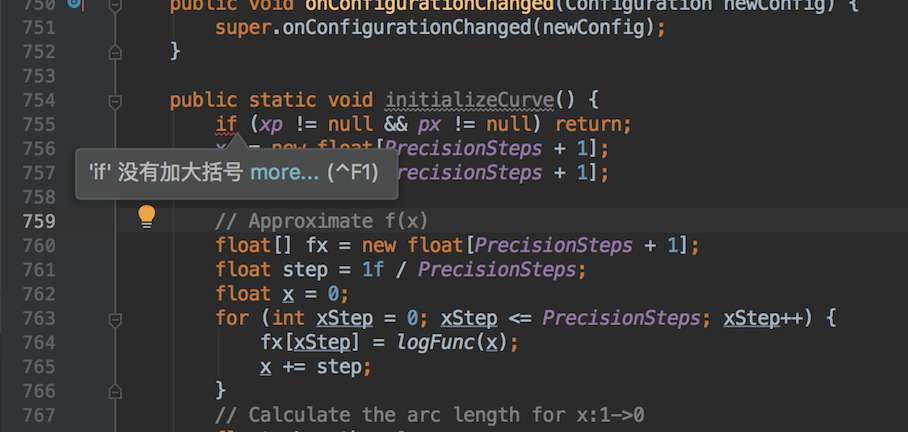 750 public void onConfigurationChanged(Configuration newConfig) {
751 super.onConfigurationChanged(newConfig);
752 }
753
754 public static void initializeCurve() {
755 if (xp != null && px != null) return;
756 = new float[PrecisionSteps + 1];
757 PrecisionSteps + 1];
'if' 没有加大括号 more... (^F1)
758
759 // Approximate f(x)
760 float[] fx = new float[PrecisionSteps + 1];
761 float step = 1f / PrecisionSteps;
762 float x = 0;
763 for (int xStep = 0; xStep <= PrecisionSteps; xStep++) {
764 fx[xStep] = logFunc(x);
765 x += step;
766 }
767 // Calculate the arc length for x:1->0